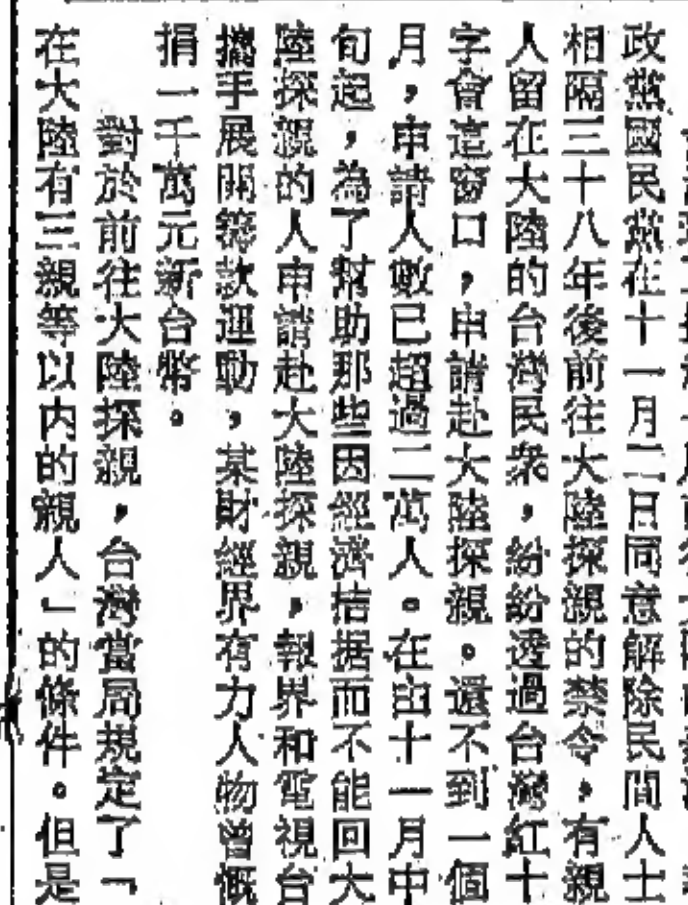 政黨國民黨在十一月二日同意解除民間人士
相隔三十八年後前往大陸探親的禁令,有親
人留在大陸的台灣民衆,紛紛透過台灣紅十
字會這窗口,申請赴大陸探親。還不到一個
月,申請人數已超過二萬人。在由十一月中
旬起,為了幫助那些因經濟拮据而不能回大
陸探親的人申請赴大陸探親,報界和電視台
攜手展開籌款運動,某財經界有力人物曾慨
捐一千萬元新台幣。
對於前往大陸探親,台灣當局規定了「
在大陸有三親等以內的親人」的條件。但是